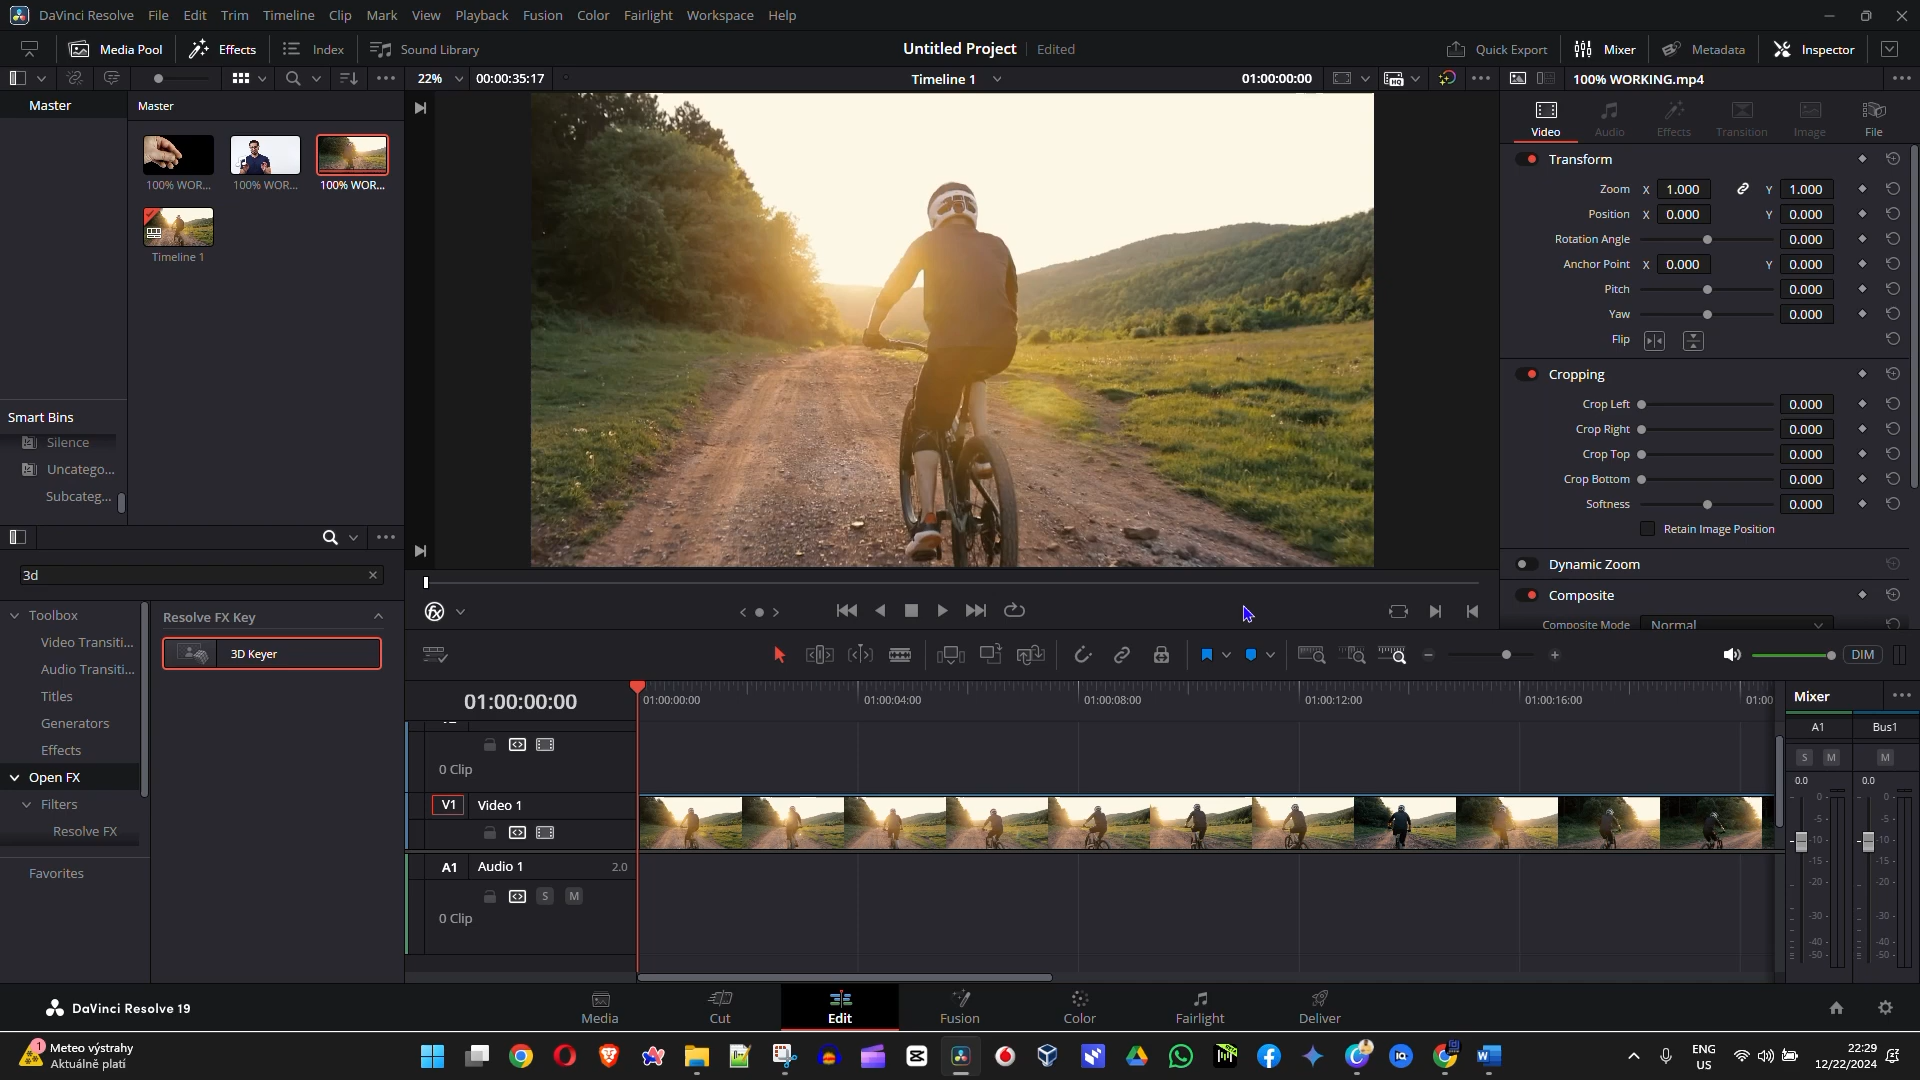 DaVinci Resolve File Edit Trim Timeline Clip Mark View Playback Fusion Color Fairlight Workspace Help
Media Pool Effects Index Sound Library Untitled Project Edited Quick Export Mixer Metadata Inspector
22% 00:00:35:17 Timeline 1 01:00:00:00 100% WORKING.mp4
Master Master
Video Audio Effects Transition Image File
100% WOR... 100% WOR... 100% WOR...
Timeline 1
Transform
Zoom X 1.000 Y 1.000
Position X 0.000 Y 0.000
Rotation Angle 0.000
Anchor Point X 0.000 Y 0.000
Pitch 0.000
Yaw 0.000
Flip
Cropping
Crop Left 0.000
Crop Right 0.000
Crop Top 0.000
Crop Bottom 0.000
Softness 0.000
Retain Image Position
Dynamic Zoom
Composite
Composite Mode Normal
Smart Bins
Silence
Uncatego...
Subcateg...
3d
Toolbox
Video Transiti...
Audio Transiti...
Titles
Generators
Effects
Open FX
Filters
Resolve FX
Favorites
Resolve FX Key
3D Keyer
DIM
01:00:00:00
01:00:00:00 01:00:04:00 01:00:08:00 01:00:12:00 01:00:16:00 01:00
0 Clip
V1 Video 1
A1 Audio 1 2.0
S M
0 Clip
Mixer
A1 Bus1
S M M
0.0 0.0
0- 0-
-5- -5-
-10- -10-
-15- -15-
-20- -20-
-30- -30-
-40- -40-
-50- -50-
DaVinci Resolve 19
Media Cut Edit Fusion Color Fairlight Deliver
1 Meteo výstrahy
Aktuálně platí
ENG
US
22:29
12/22/2024